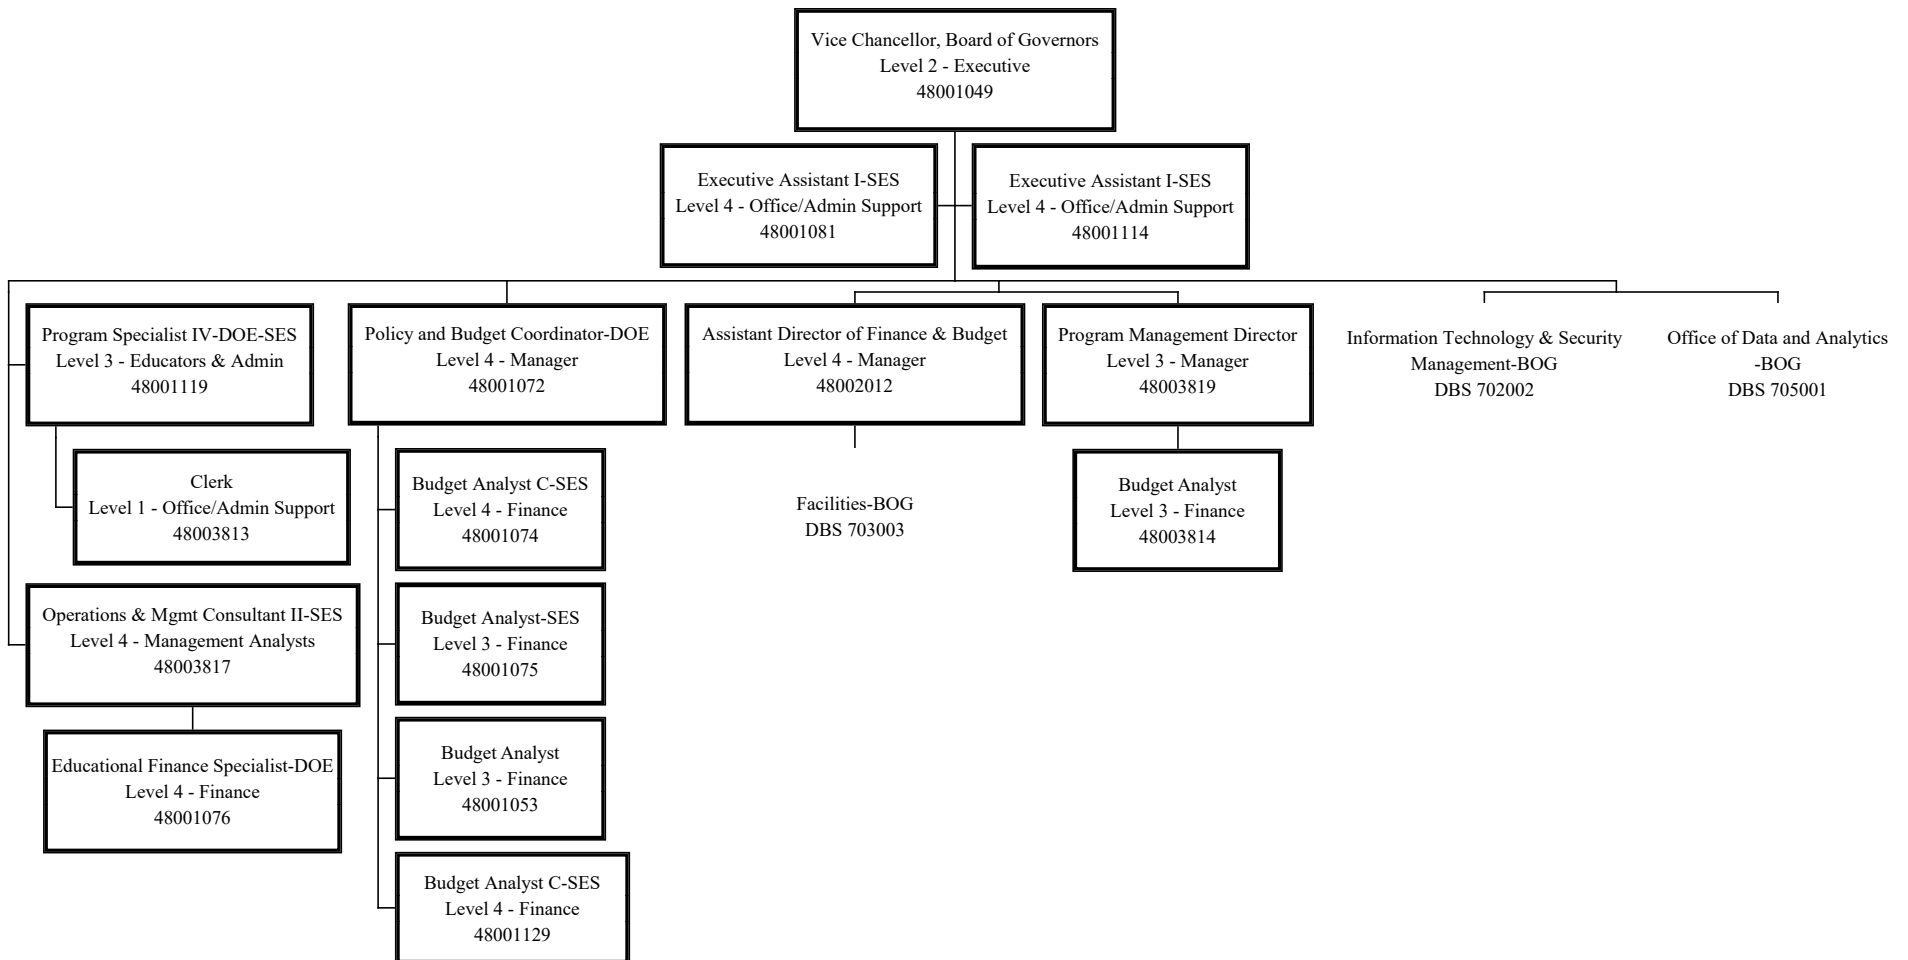 Vice Chancellor, Board of Governors
Level 2 - Executive
48001049
Executive Assistant I-SES
Level 4 - Office/Admin Support
48001081
Executive Assistant I-SES
Level 4 - Office/Admin Support
48001114
Program Specialist IV-DOE-SES
Level 3 - Educators & Admin
48001119
Policy and Budget Coordinator-DOE
Level 4 - Manager
48001072
Assistant Director of Finance & Budget
Level 4 - Manager
48002012
Program Management Director
Level 3 - Manager
48003819
Information Technology & Security
Management-BOG
DBS 702002
Office of Data and Analytics
-BOG
DBS 705001
Clerk
Level 1 - Office/Admin Support
48003813
Budget Analyst C-SES
Level 4 - Finance
48001074
Facilities-BOG
DBS 703003
Budget Analyst
Level 3 - Finance
48003814
Operations & Mgmt Consultant II-SES
Level 4 - Management Analysts
48003817
Budget Analyst-SES
Level 3 - Finance
48001075
Educational Finance Specialist-DOE
Level 4 - Finance
48001076
Budget Analyst
Level 3 - Finance
48001053
Budget Analyst C-SES
Level 4 - Finance
48001129